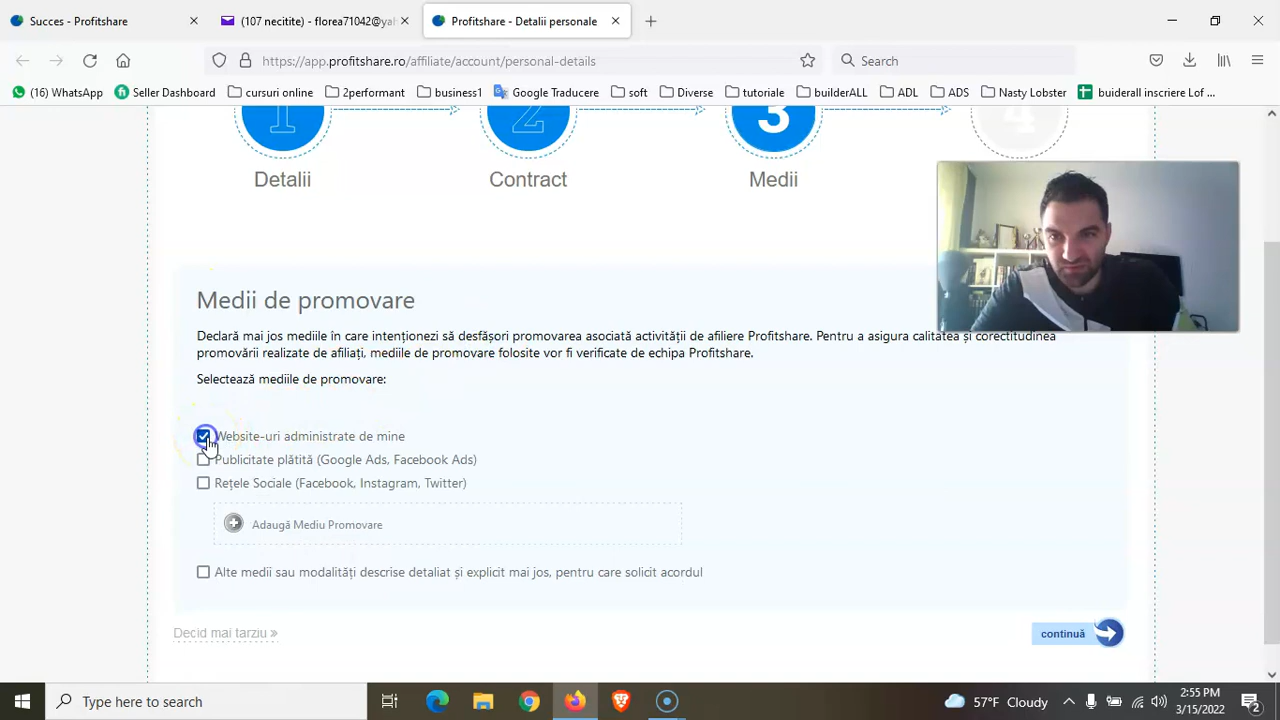 Succes - Profitshare
(107 necitite) - florea71042@yah
Profitshare - Detalii personale
https://app.profitshare.ro/affiliate/account/personal-details
Search
(16) WhatsApp
Seller Dashboard
cursuri online
2performant
business1
Google Traducere
soft
Diverse
tutoriale
builderALL
ADL
ADS
Nasty Lobster
buiderall inscriere Lof ...
1
2
3
4
Detalii
Contract
Medii
Medii de promovare
Declară mai jos mediile în care intenționezi să desfășori promovarea asociată activității de afiliere Profitshare. Pentru a asigura calitatea și corectitudinea
promovării realizate de afiliați, mediile de promovare folosite vor fi verificate de echipa Profitshare.
Selectează mediile de promovare:
Website-uri administrate de mine
Publicitate plătită (Google Ads, Facebook Ads)
Rețele Sociale (Facebook, Instagram, Twitter)
Adaugă Mediu Promovare
Alte medii sau modalități descrise detaliat și explicit mai jos, pentru care solicit acordul
Decid mai tarziu »
continuă
Type here to search
57°F Cloudy
2:55 PM
3/15/2022
2